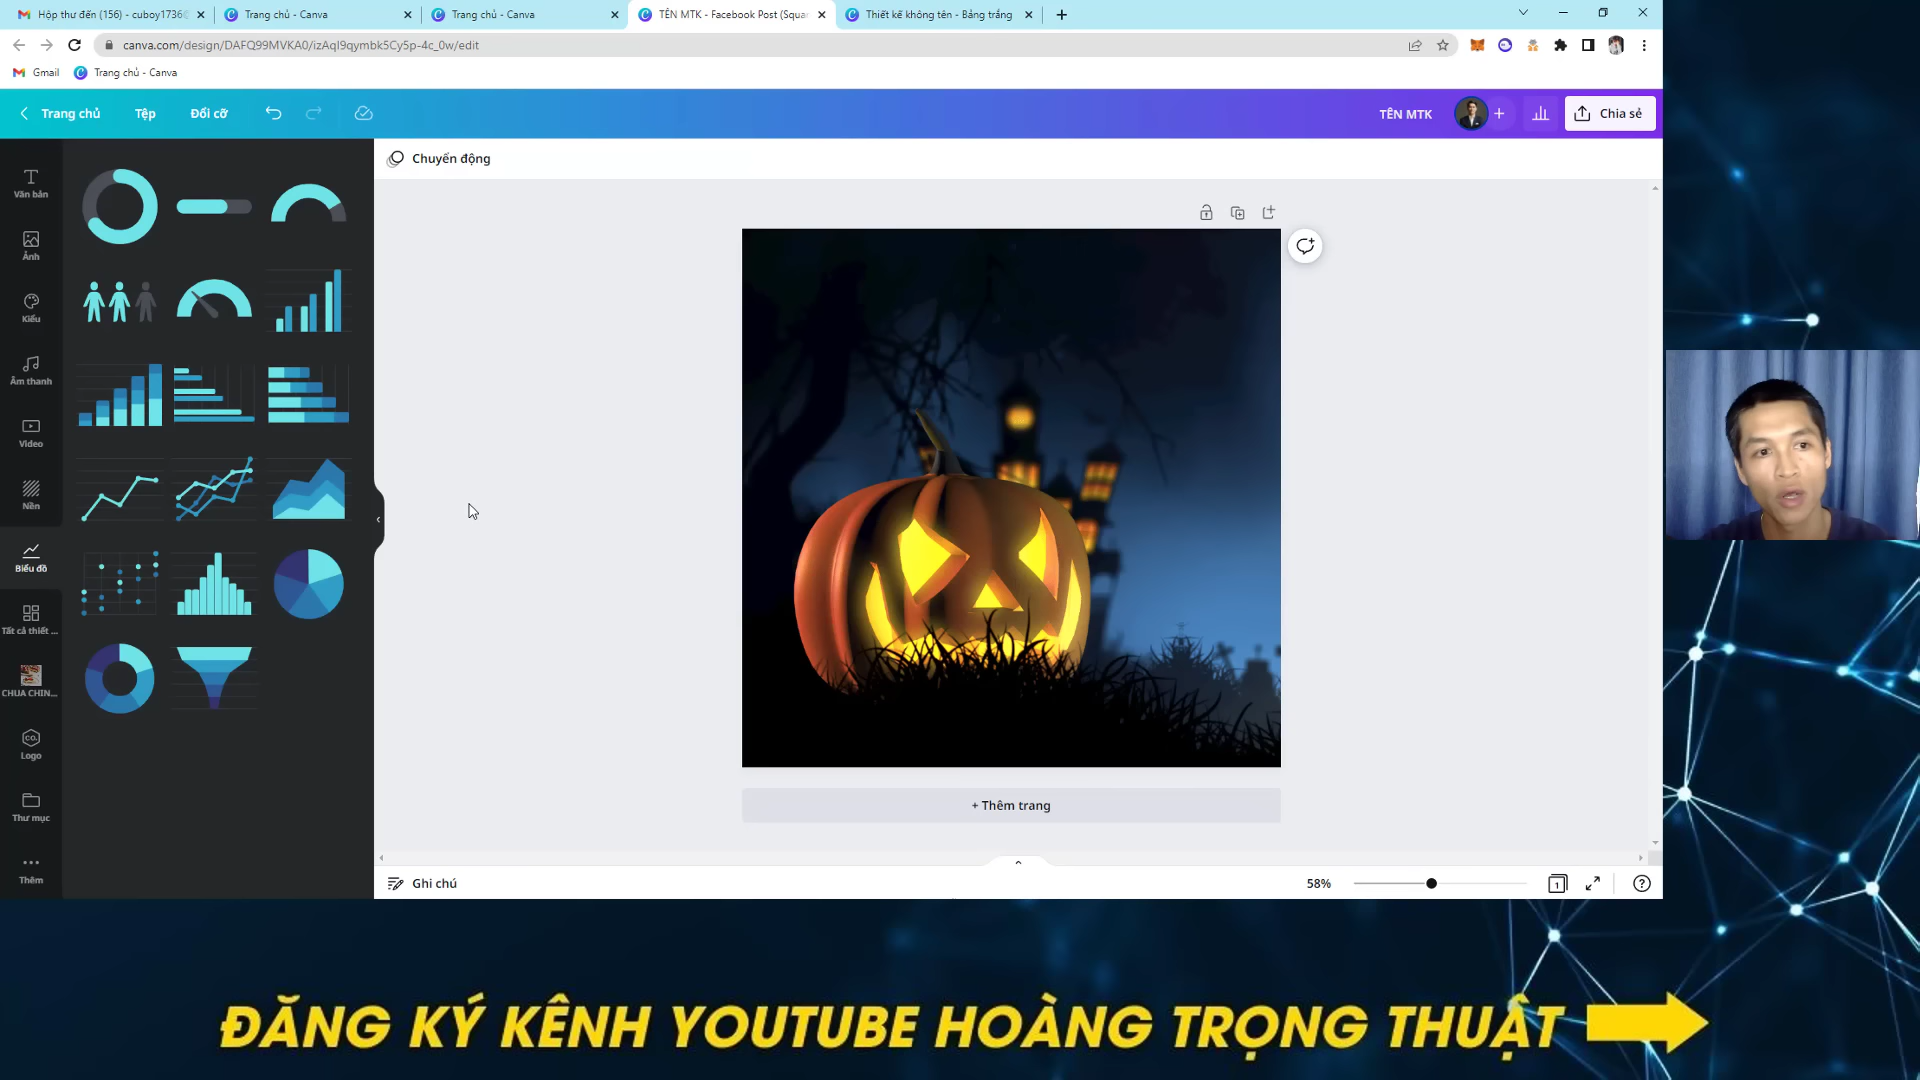 Hộp thư đến (156) - cuboy1736
Trang chủ - Canva
Trang chủ - Canva
TÊN MTK - Facebook Post (Squar
Thiết kế không tên - Bảng trắng
canva.com/design/DAFQ99MVKA0/izAqI9qymbk5Cy5p-4c_0w/edit
Gmail
Trang chủ - Canva
Trang chủ
Tệp
Đổi cỡ
TÊN MTK
Chia sẻ
Chuyển động
Văn bản
Ảnh
Kiểu
Âm thanh
Video
Nền
Biểu đồ
Tất cả thiết ...
CHUA CHIN...
CO.
Logo
Thư mục
Thêm
+ Thêm trang
Ghi chú
58%
1
ĐĂNG KÝ KÊNH YOUTUBE HOÀNG TRỌNG THUẬT